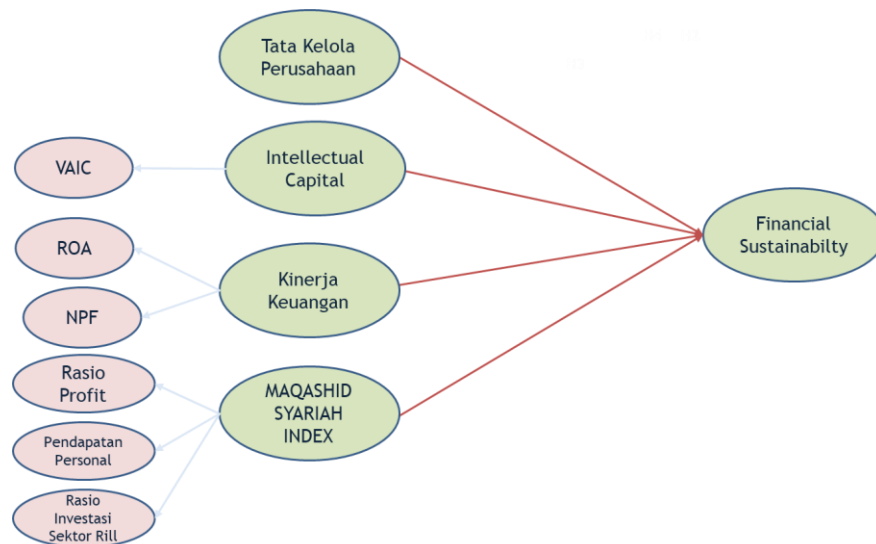 Tata Kelola
Perusahaan
VAIC
Intellectual
Capital
Financial
Sustainabilty
ROA
Kinerja
Keuangan
NPF
Rasio
Profit
MAQASHID
SYARIAH
INDEX
Pendapatan
Personal
Rasio
Investasi
Sektor Rill